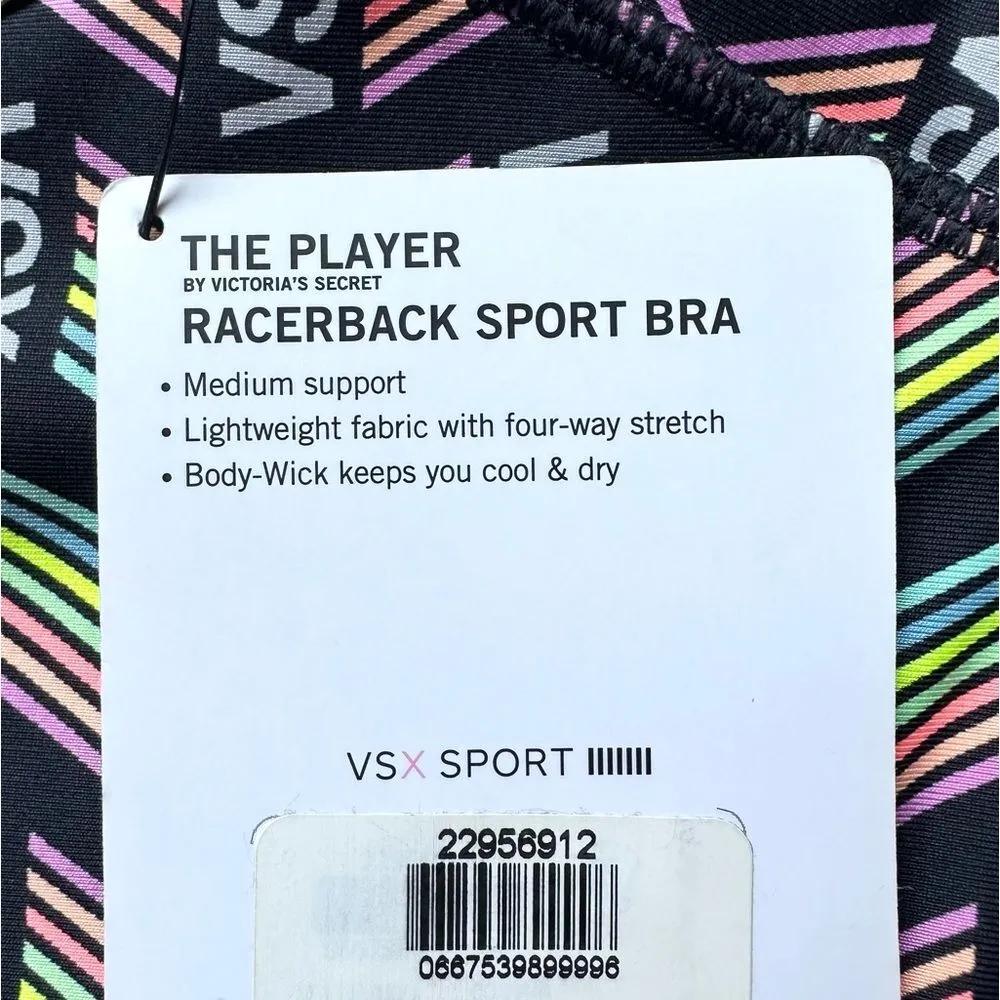 VS
THE PLAYER
BY VICTORIA'S SECRET
RACERBACK SPORT BRA
• Medium support
• Lightweight fabric with four-way stretch
• Body-Wick keeps you cool & dry
VSX SPORT
22956912
0667539899996